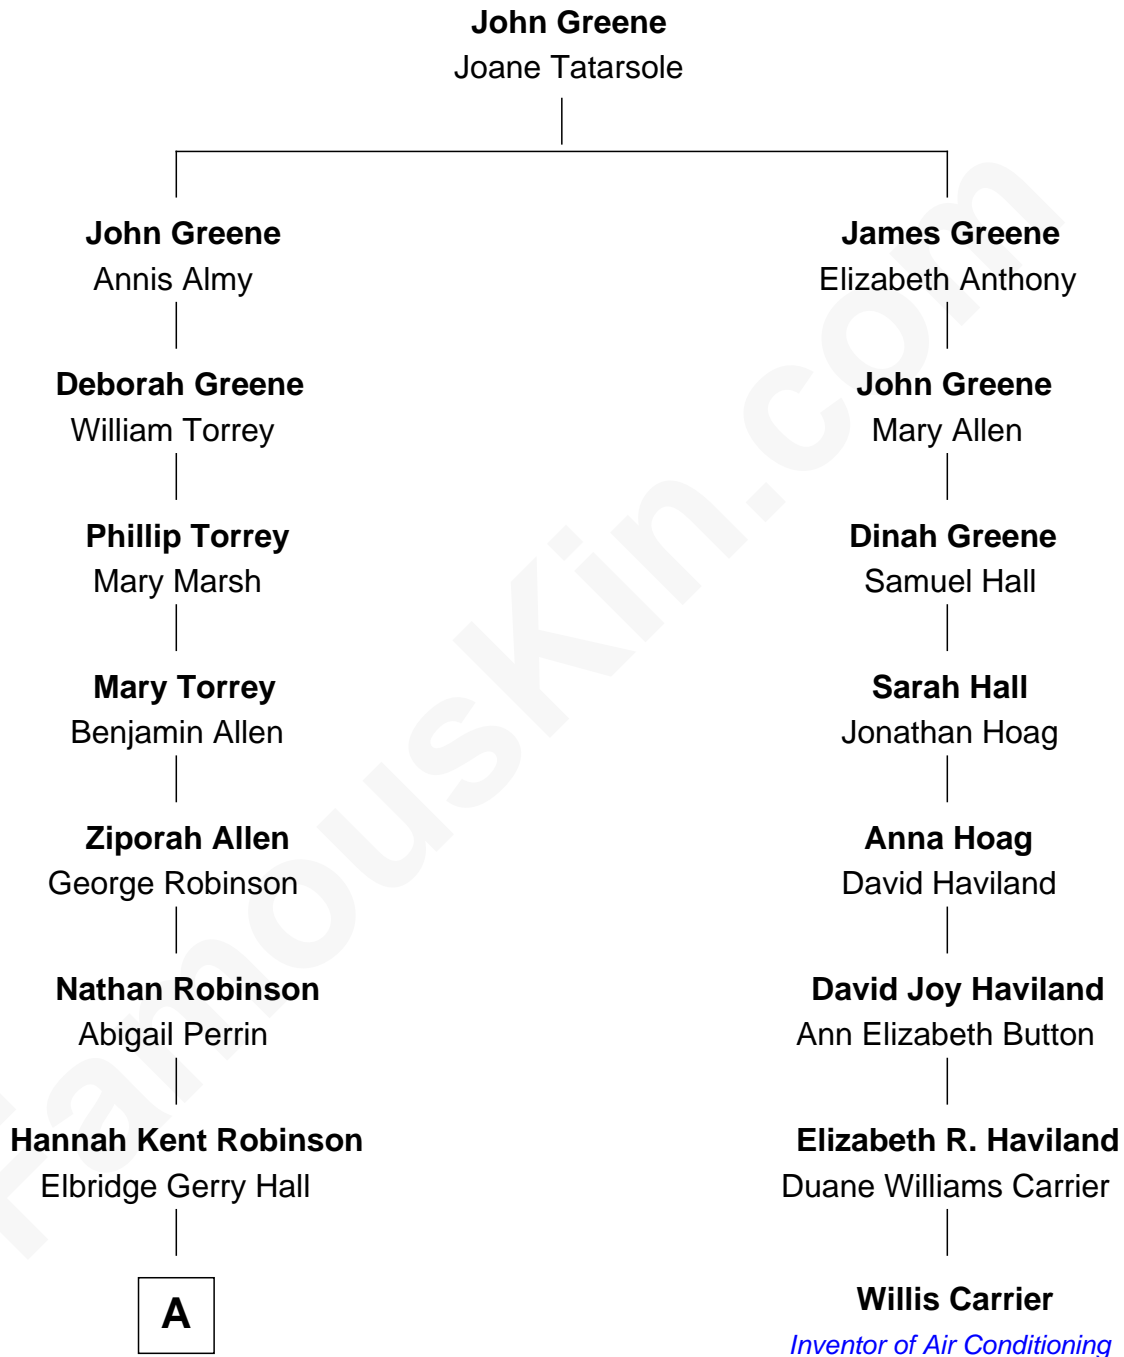 John Greene
Joane Tatarsole
John Greene
Annis Almy
Deborah Greene
William Torrey
Phillip Torrey
Mary Marsh
Mary Torrey
Benjamin Allen
Ziporah Allen
George Robinson
Nathan Robinson
Abigail Perrin
Hannah Kent Robinson
Elbridge Gerry Hall
A
James Greene
Elizabeth Anthony
John Greene
Mary Allen
Dinah Greene
Samuel Hall
Sarah Hall
Jonathan Hoag
Anna Hoag
David Haviland
David Joy Haviland
Ann Elizabeth Button
Elizabeth R. Haviland
Duane Williams Carrier
Willis Carrier
Inventor of Air Conditioning
FamousKin.com